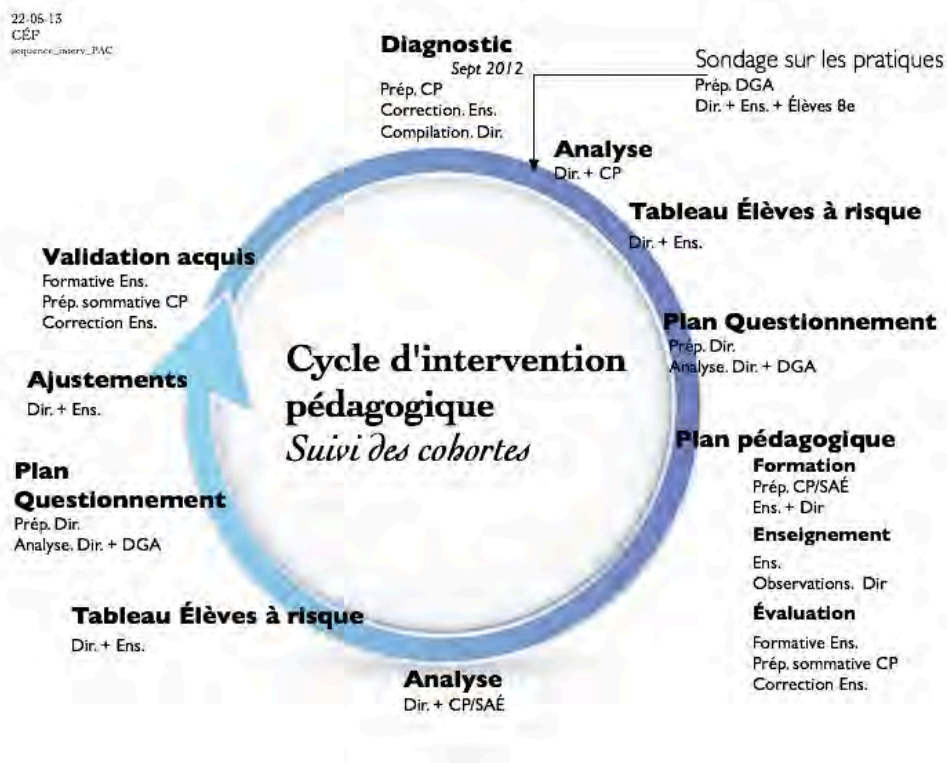 22-05-13
CÉF
sequence_interv_PAC
Diagnostic
Sept 2012
Prép. CP
Correction. Ens.
Compilation. Dir.
Sondage sur les pratiques
Prép. DGA
Dir. + Ens. + Élèves 8e
Analyse
Dir. + CP
Tableau Élèves à risque
Dir. + Ens.
Plan Questionnement
Prép. Dir.
Analyse. Dir. + DGA
Plan pédagogique
Formation
Prép. CP/SAÉ
Ens. + Dir
Enseignement
Ens.
Observations. Dir
Évaluation
Formative Ens.
Prép. sommative CP
Correction Ens.
Analyse
Dir. + CP/SAÉ
Tableau Élèves à risque
Dir. + Ens.
Plan
Questionnement
Prép. Dir.
Analyse. Dir. + DGA
Ajustements
Dir. + Ens.
Validation acquis
Formative Ens.
Prép. sommative CP
Correction Ens.
Cycle d'intervention
pédagogique
Suivi des cohortes